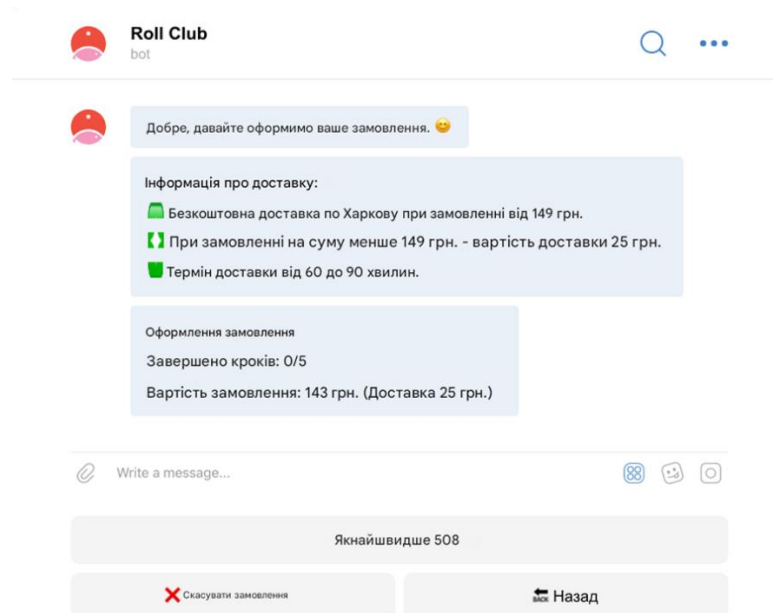 Roll Club
bot
Добре, давайте оформимо ваше замовлення. 😊
Інформація про доставку:
Безкоштовна доставка по Харкову при замовленні від 149 грн.
При замовленні на суму менше 149 грн. - вартість доставки 25 грн.
Термін доставки від 60 до 90 хвилин.
Оформлення замовлення
Завершено кроків: 0/5
Вартість замовлення: 143 грн. (Доставка 25 грн.)
Write a message...
Якнайшвидше 508
❌ Скасувати замовлення
🔙 Назад